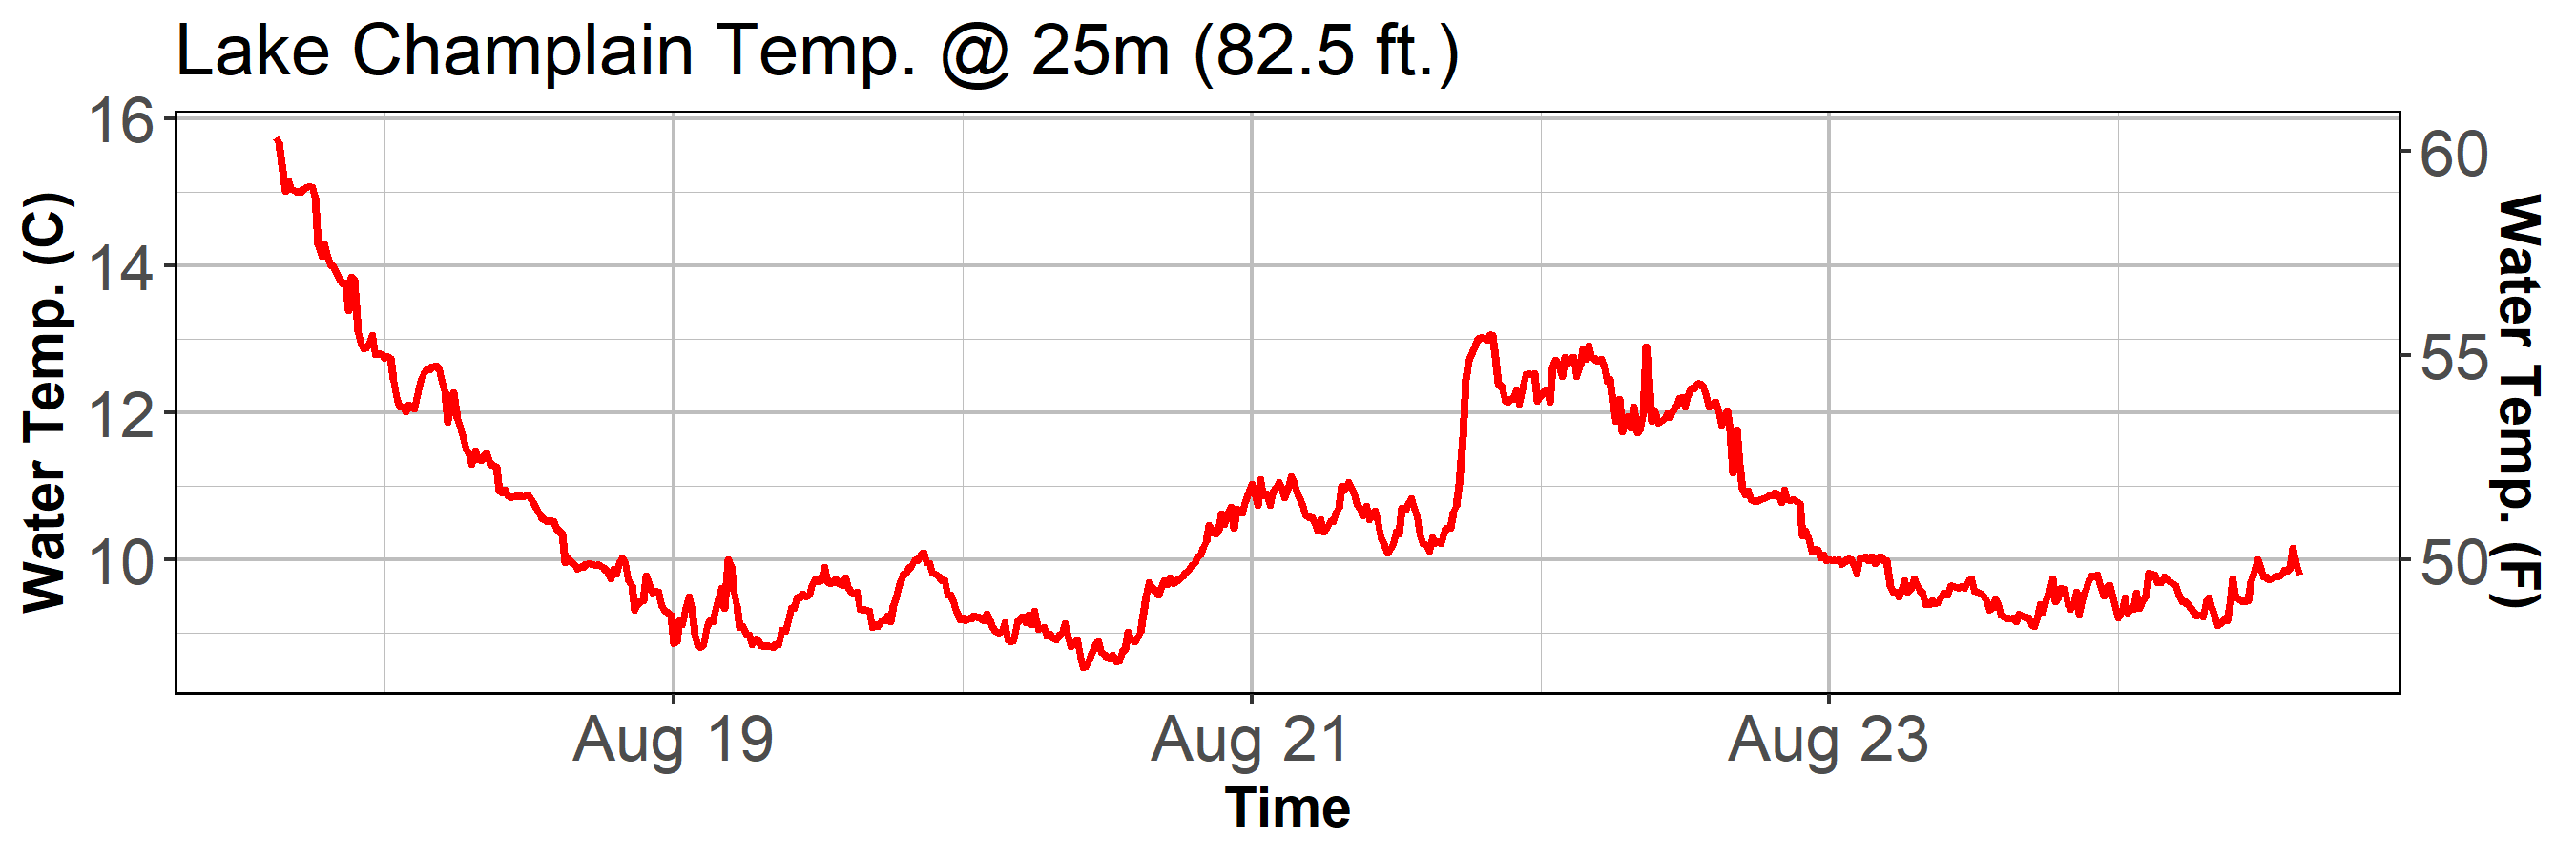 Lake Champlain Temp. @ 25m (82.5 ft.)
Water Temp. (C)
16
14
12
10
60
55
50
Water Temp. (F)
Aug 19
Aug 21
Aug 23
Time